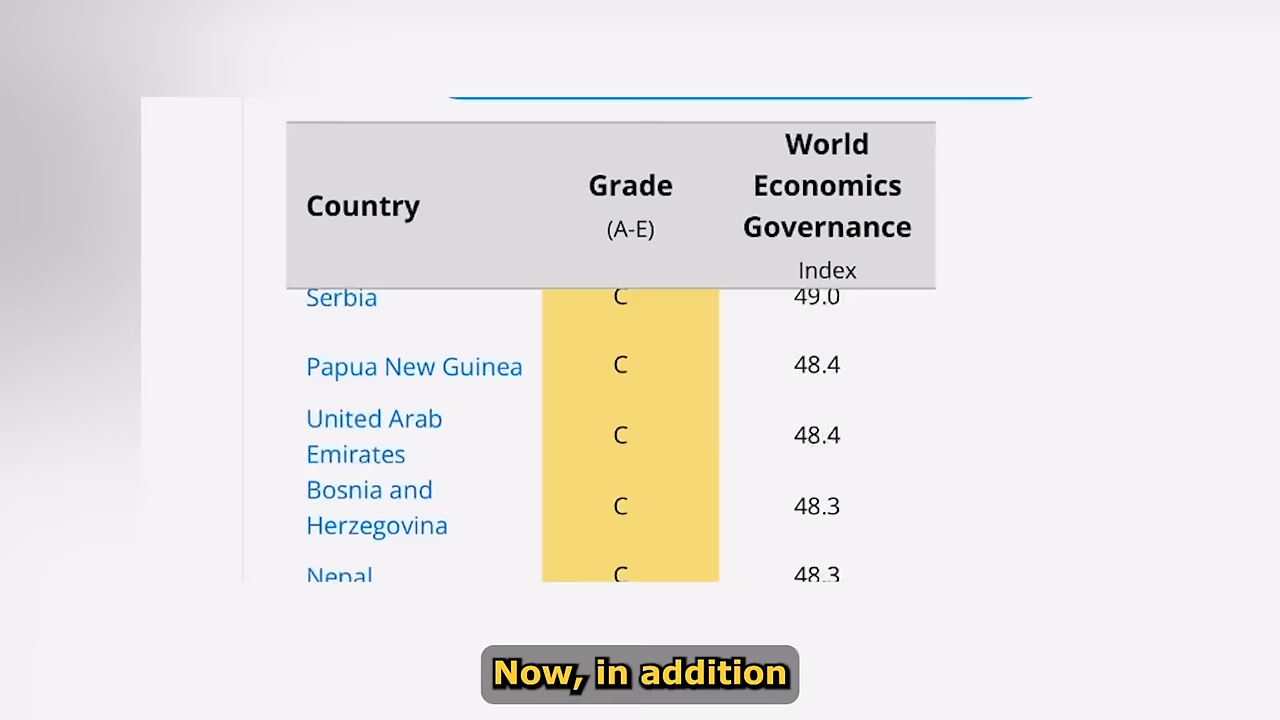 Country Grade World
(A-E) Economics
Governance
Index
Serbia C 49.0
Papua New Guinea C 48.4
United Arab
Emirates C 48.4
Bosnia and
Herzegovina C 48.3
Nepal C 48.3
Now, in addition